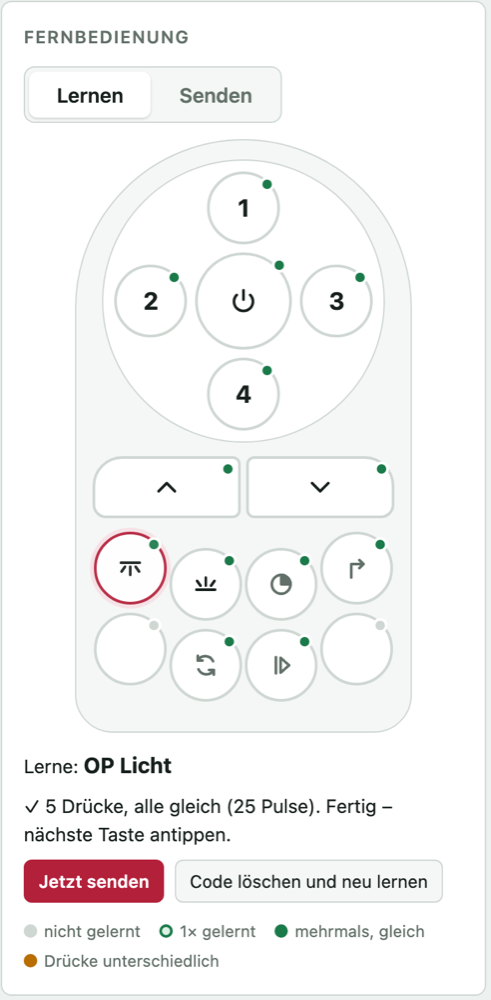 FERNBEDIENUNG
Lernen Senden
1
2 3
4
Lerne: OP Licht
✓ 5 Drücke, alle gleich (25 Pulse). Fertig –
nächste Taste antippen.
Jetzt senden Code löschen und neu lernen
nicht gelernt 1× gelernt mehrmals, gleich
Drücke unterschiedlich